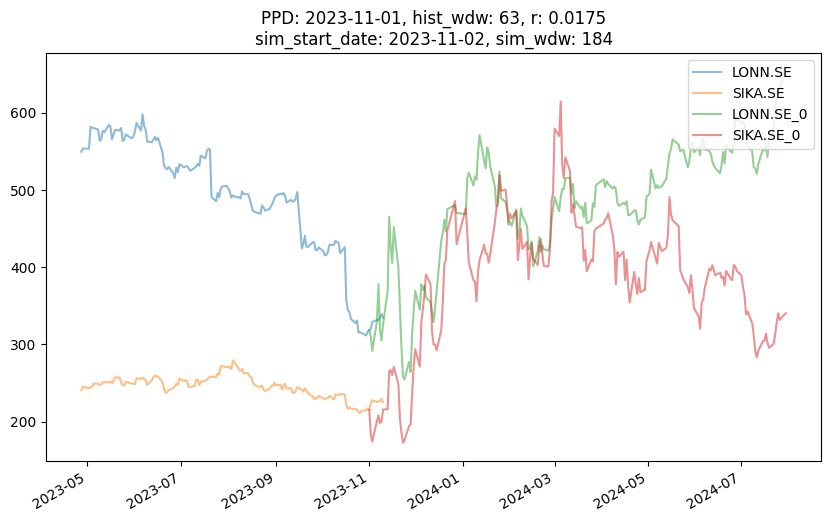 PPD: 2023-11-01, hist_wdw: 63, r: 0.0175
sim_start_date: 2023-11-02, sim_wdw: 184
LONN.SE
SIKA.SE
LONN.SE_0
SIKA.SE_0
600
500
400
300
200
2023-05
2023-07
2023-09
2023-11
2024-01
2024-03
2024-05
2024-07